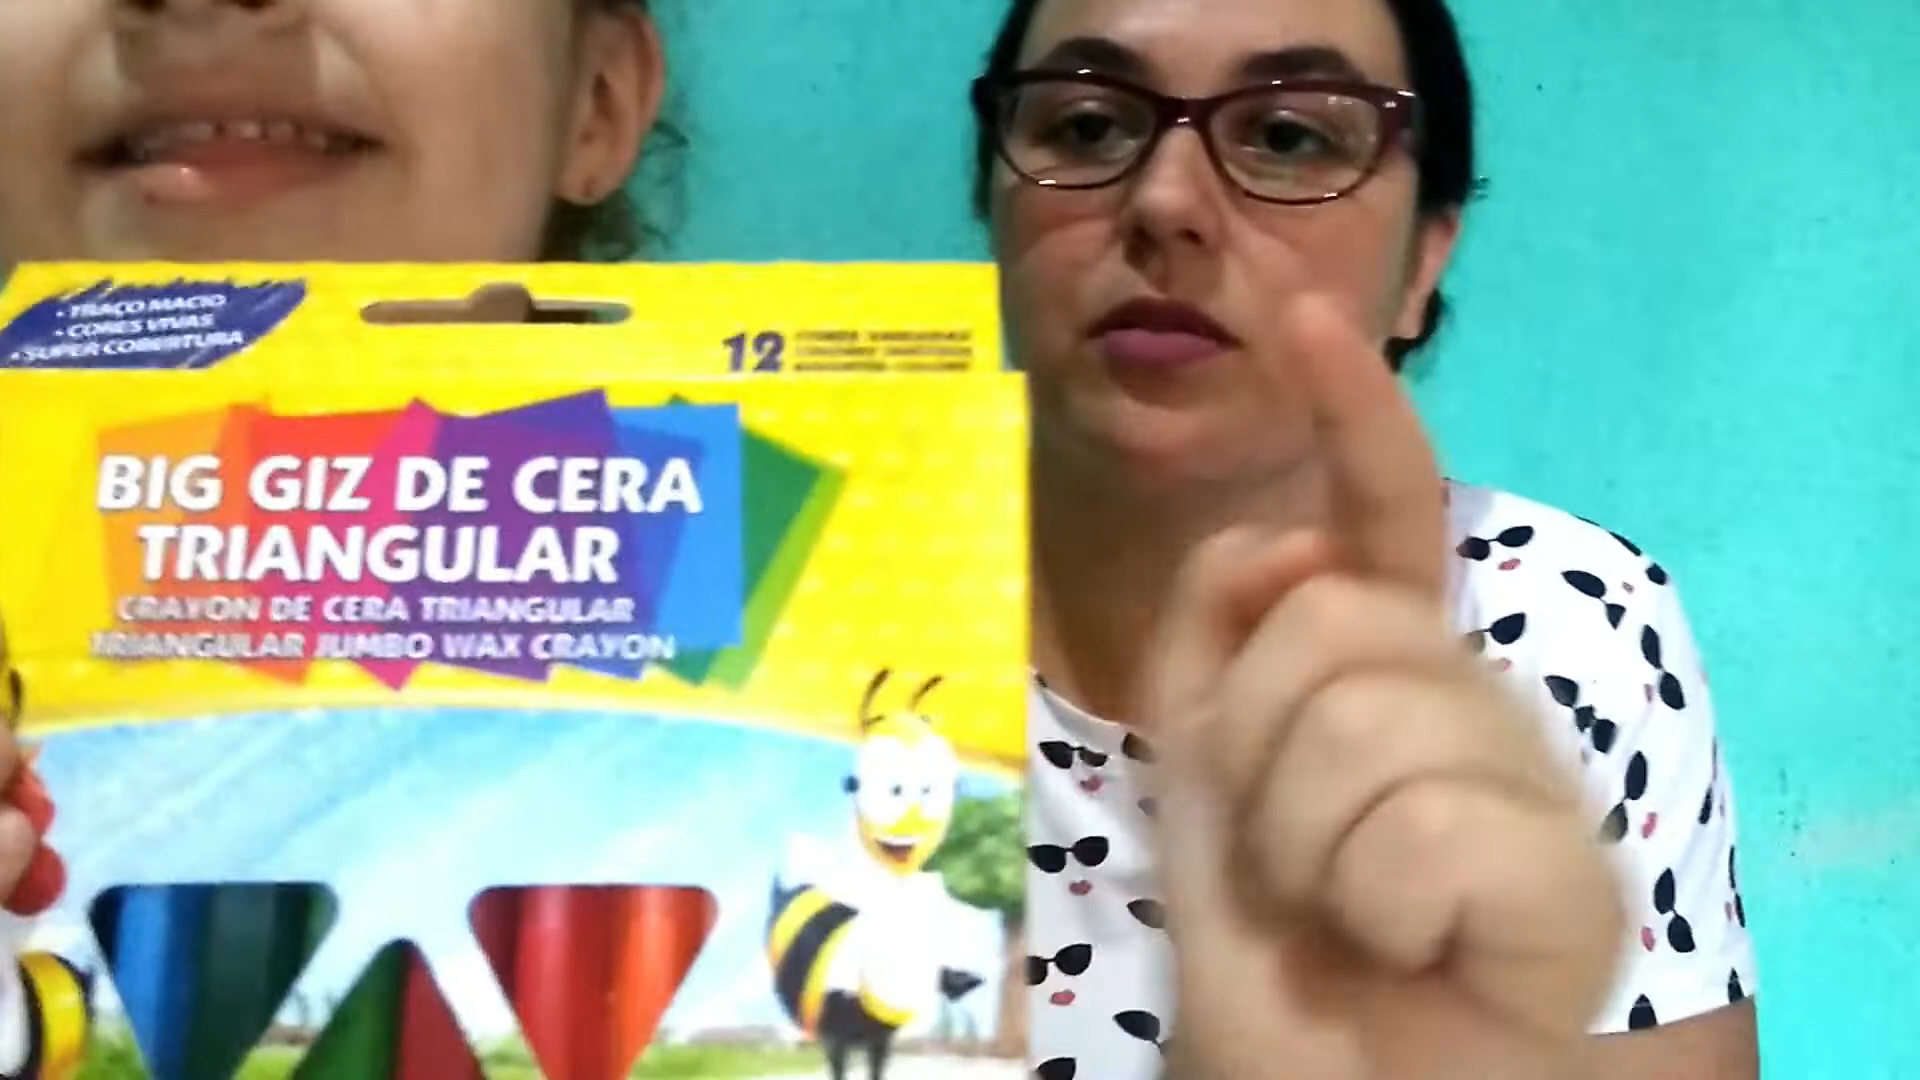 • TRAÇO MACIO
• CORES VIVAS
• SUPER COBERTURA
12
BIG GIZ DE CERA
TRIANGULAR
CRAYON DE CERA TRIANGULAR
TRIANGULAR JUMBO WAX CRAYON